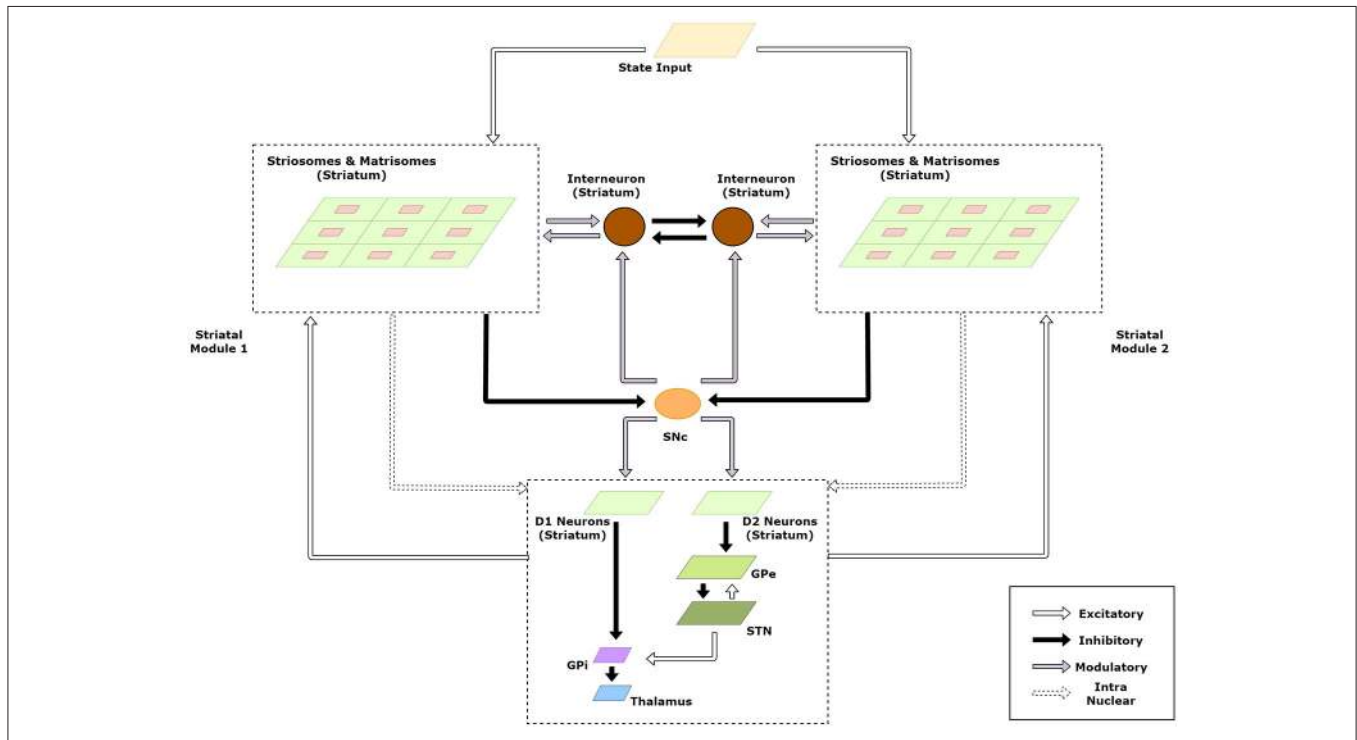 State Input
Striosomes & Matrisomes
(Striatum)
Interneuron
(Striatum)
Interneuron
(Striatum)
Striosomes & Matrisomes
(Striatum)
Striatal
Module 1
Striatal
Module 2
SNc
D1 Neurons
(Striatum)
D2 Neurons
(Striatum)
GPe
STN
GPi
Thalamus
Excitatory
Inhibitory
Modulatory
Intra
Nuclear